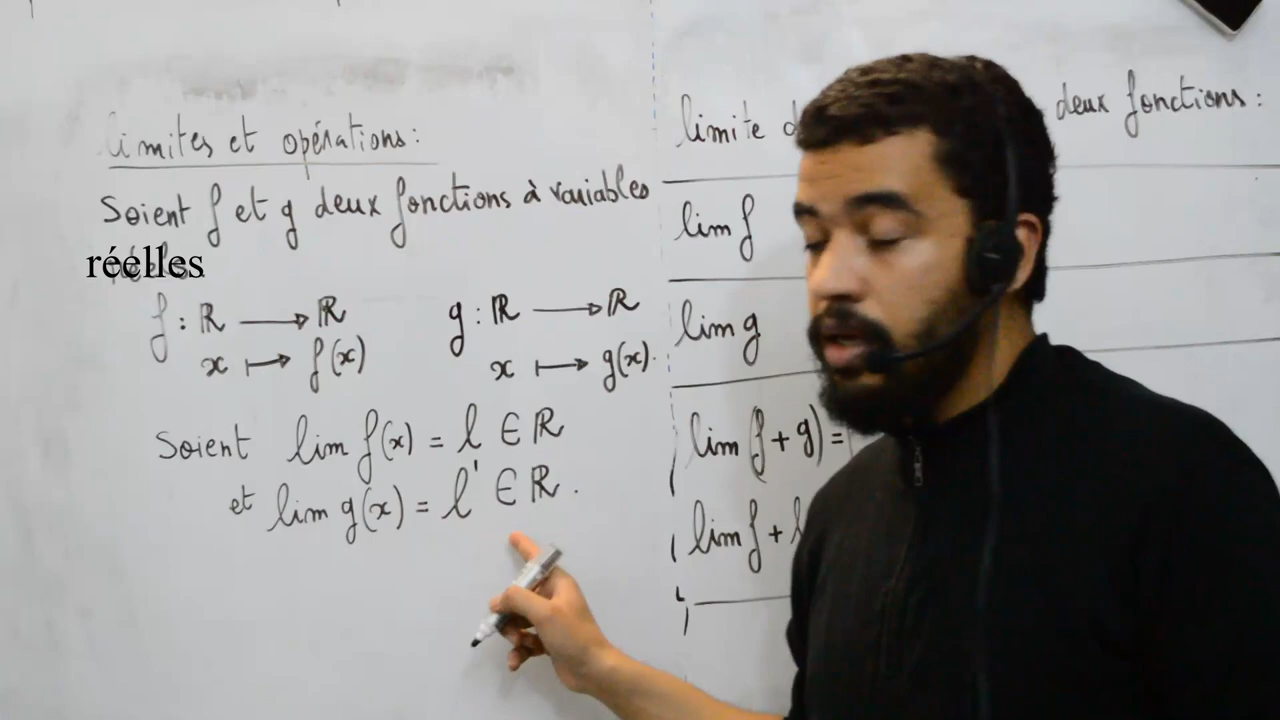 limites et opérations :
Soient f et g deux fonctions à variables
réelles
f : ℝ ⟶ ℝ
x ⟼ f(x)
g : ℝ ⟶ ℝ
x ⟼ g(x).
Soient lim f(x) = l ∈ ℝ
et lim g(x) = l' ∈ ℝ.
limite
deux fonctions :
lim f
lim g
lim (f + g) =
lim f +